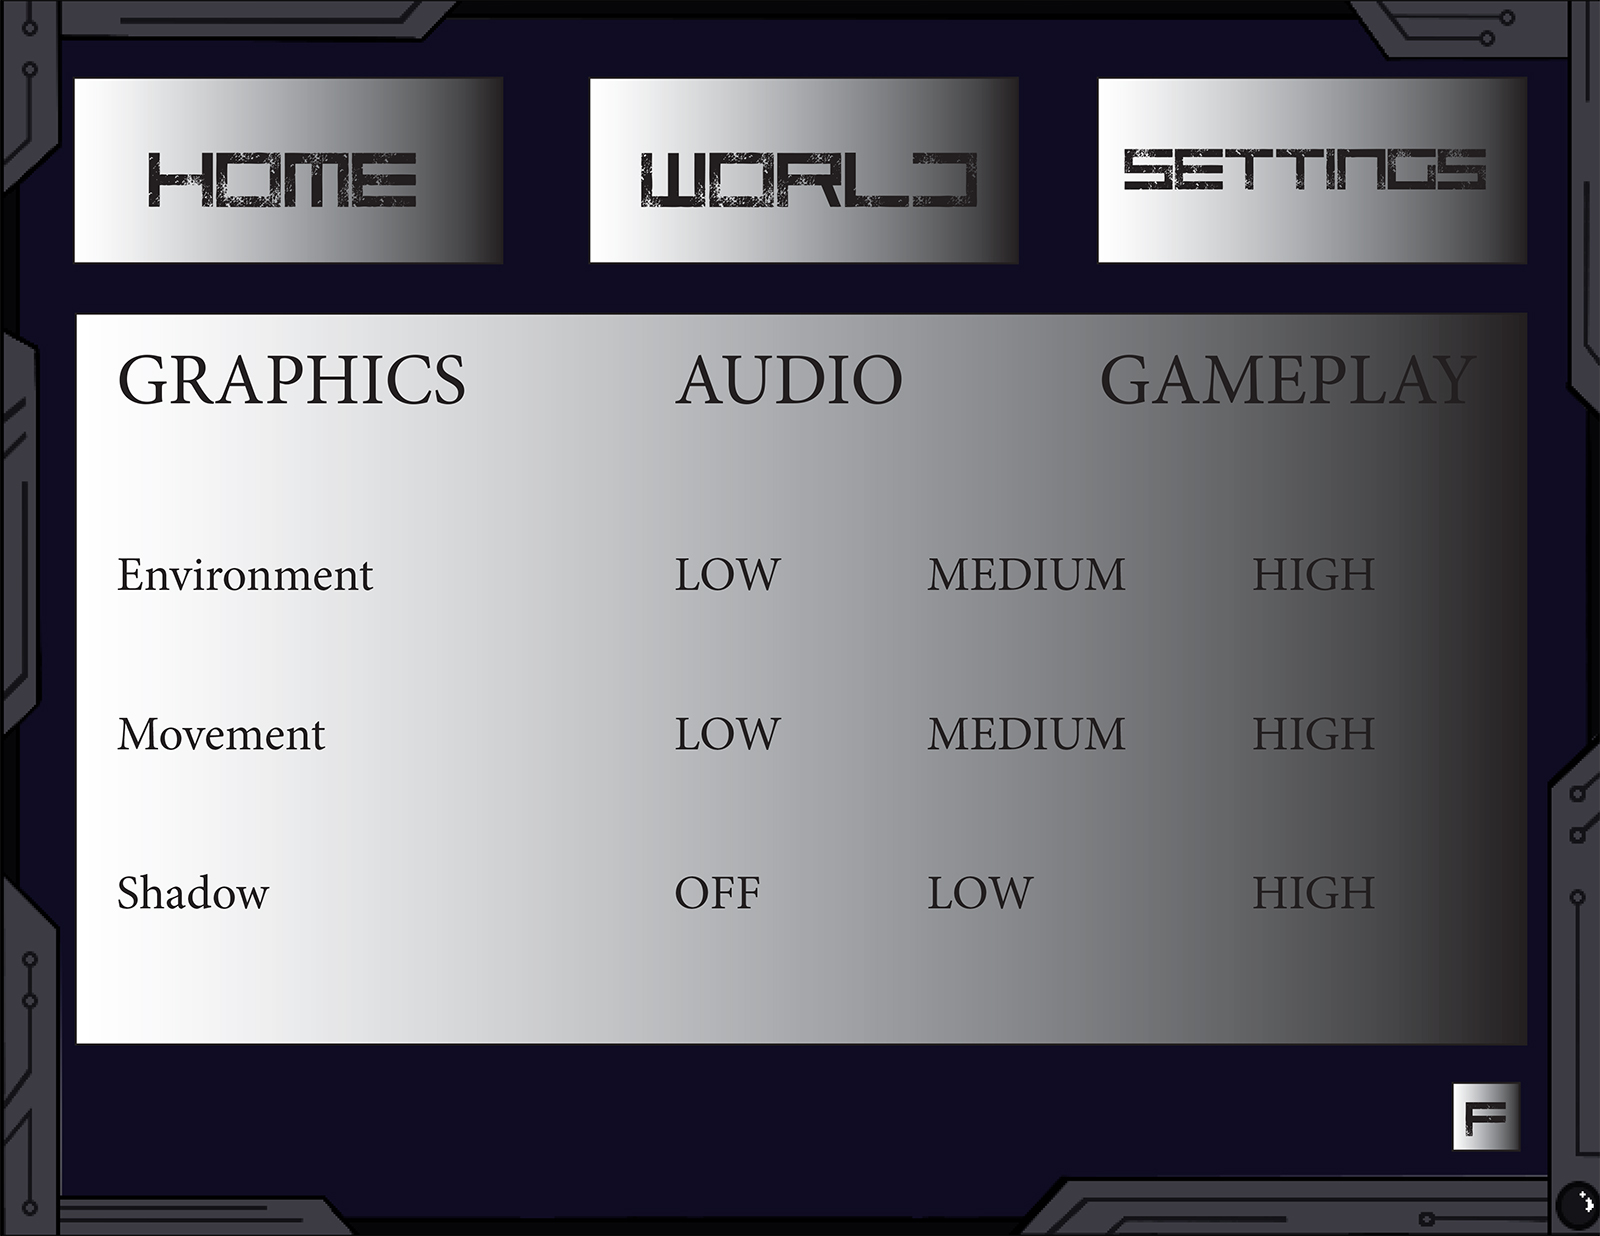 HOME WORLD SETTINGS
GRAPHICS AUDIO GAMEPLAY
Environment LOW MEDIUM HIGH
Movement LOW MEDIUM HIGH
Shadow OFF LOW HIGH
F